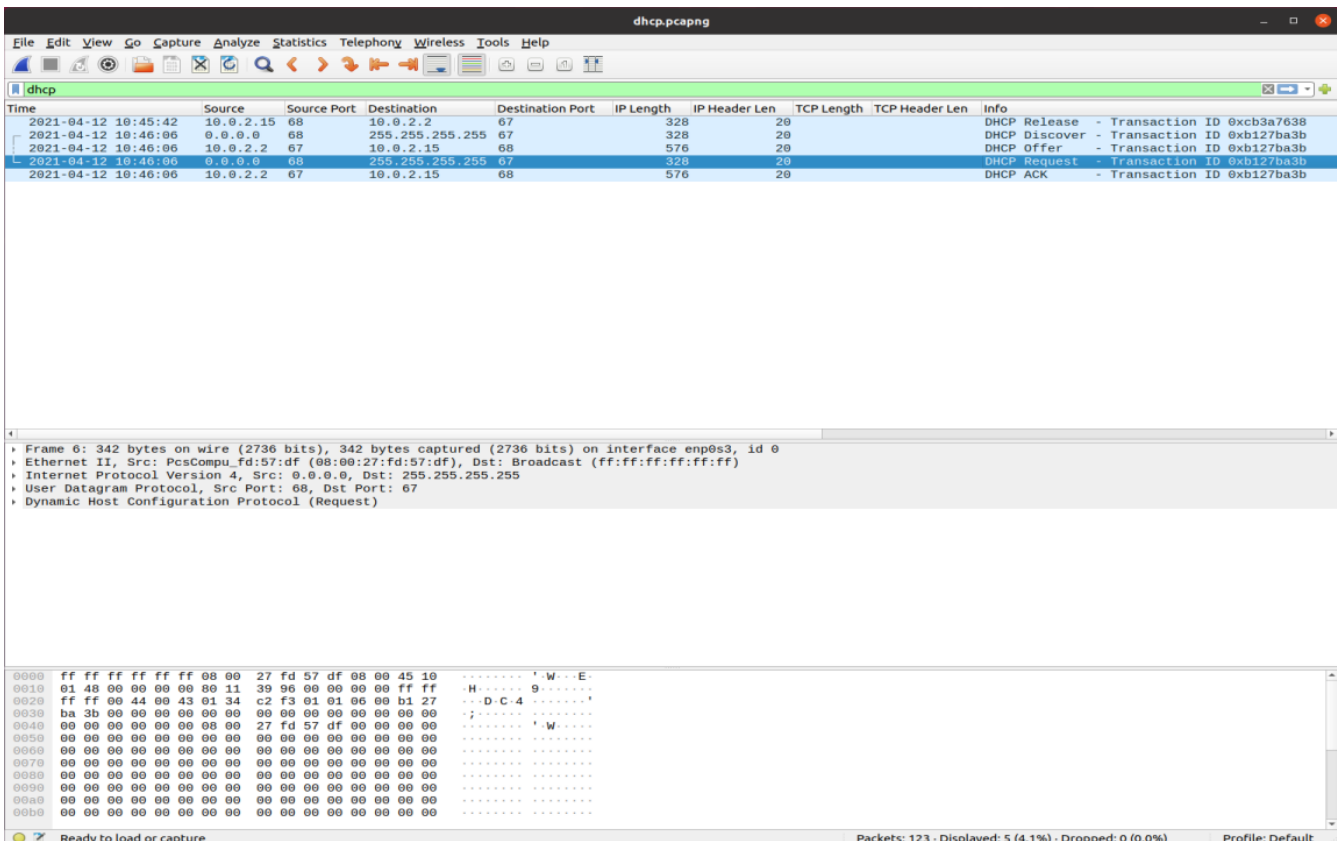 dhcp.pcapng
File Edit View Go Capture Analyze Statistics Telephony Wireless Tools Help
dhcp
Time Source Source Port Destination Destination Port IP Length IP Header Len TCP Length TCP Header Len Info
2021-04-12 10:45:42 10.0.2.15 68 10.0.2.2 67 328 20 DHCP Release - Transaction ID 0xcb3a7638
2021-04-12 10:46:06 0.0.0.0 68 255.255.255.255 67 328 20 DHCP Discover - Transaction ID 0xb127ba3b
2021-04-12 10:46:06 10.0.2.2 67 10.0.2.15 68 576 20 DHCP Offer - Transaction ID 0xb127ba3b
2021-04-12 10:46:06 0.0.0.0 68 255.255.255.255 67 328 20 DHCP Request - Transaction ID 0xb127ba3b
2021-04-12 10:46:06 10.0.2.2 67 10.0.2.15 68 576 20 DHCP ACK - Transaction ID 0xb127ba3b
Frame 6: 342 bytes on wire (2736 bits), 342 bytes captured (2736 bits) on interface enp0s3, id 0
Ethernet II, Src: PcsCompu_fd:57:df (08:00:27:fd:57:df), Dst: Broadcast (ff:ff:ff:ff:ff:ff)
Internet Protocol Version 4, Src: 0.0.0.0, Dst: 255.255.255.255
User Datagram Protocol, Src Port: 68, Dst Port: 67
Dynamic Host Configuration Protocol (Request)
0000 ff ff ff ff ff ff 08 00 27 fd 57 df 08 00 45 10 ········ '·W···E·
0010 01 48 00 00 00 00 80 11 39 96 00 00 00 00 ff ff ·H······ 9·······
0020 ff ff 00 44 00 43 01 34 c2 f3 01 01 06 00 b1 27 ···D·C·4 ·······'
0030 ba 3b 00 00 00 00 00 00 00 00 00 00 00 00 00 00 ·;······ ········
0040 00 00 00 00 00 00 08 00 27 fd 57 df 00 00 00 00 ········ '·W·····
0050 00 00 00 00 00 00 00 00 00 00 00 00 00 00 00 00 ········ ········
0060 00 00 00 00 00 00 00 00 00 00 00 00 00 00 00 00 ········ ········
0070 00 00 00 00 00 00 00 00 00 00 00 00 00 00 00 00 ········ ········
0080 00 00 00 00 00 00 00 00 00 00 00 00 00 00 00 00 ········ ········
0090 00 00 00 00 00 00 00 00 00 00 00 00 00 00 00 00 ········ ········
00a0 00 00 00 00 00 00 00 00 00 00 00 00 00 00 00 00 ········ ········
00b0 00 00 00 00 00 00 00 00 00 00 00 00 00 00 00 00 ········ ········
Ready to load or capture Packets: 123 · Displayed: 5 (4.1%) · Dropped: 0 (0.0%) Profile: Default